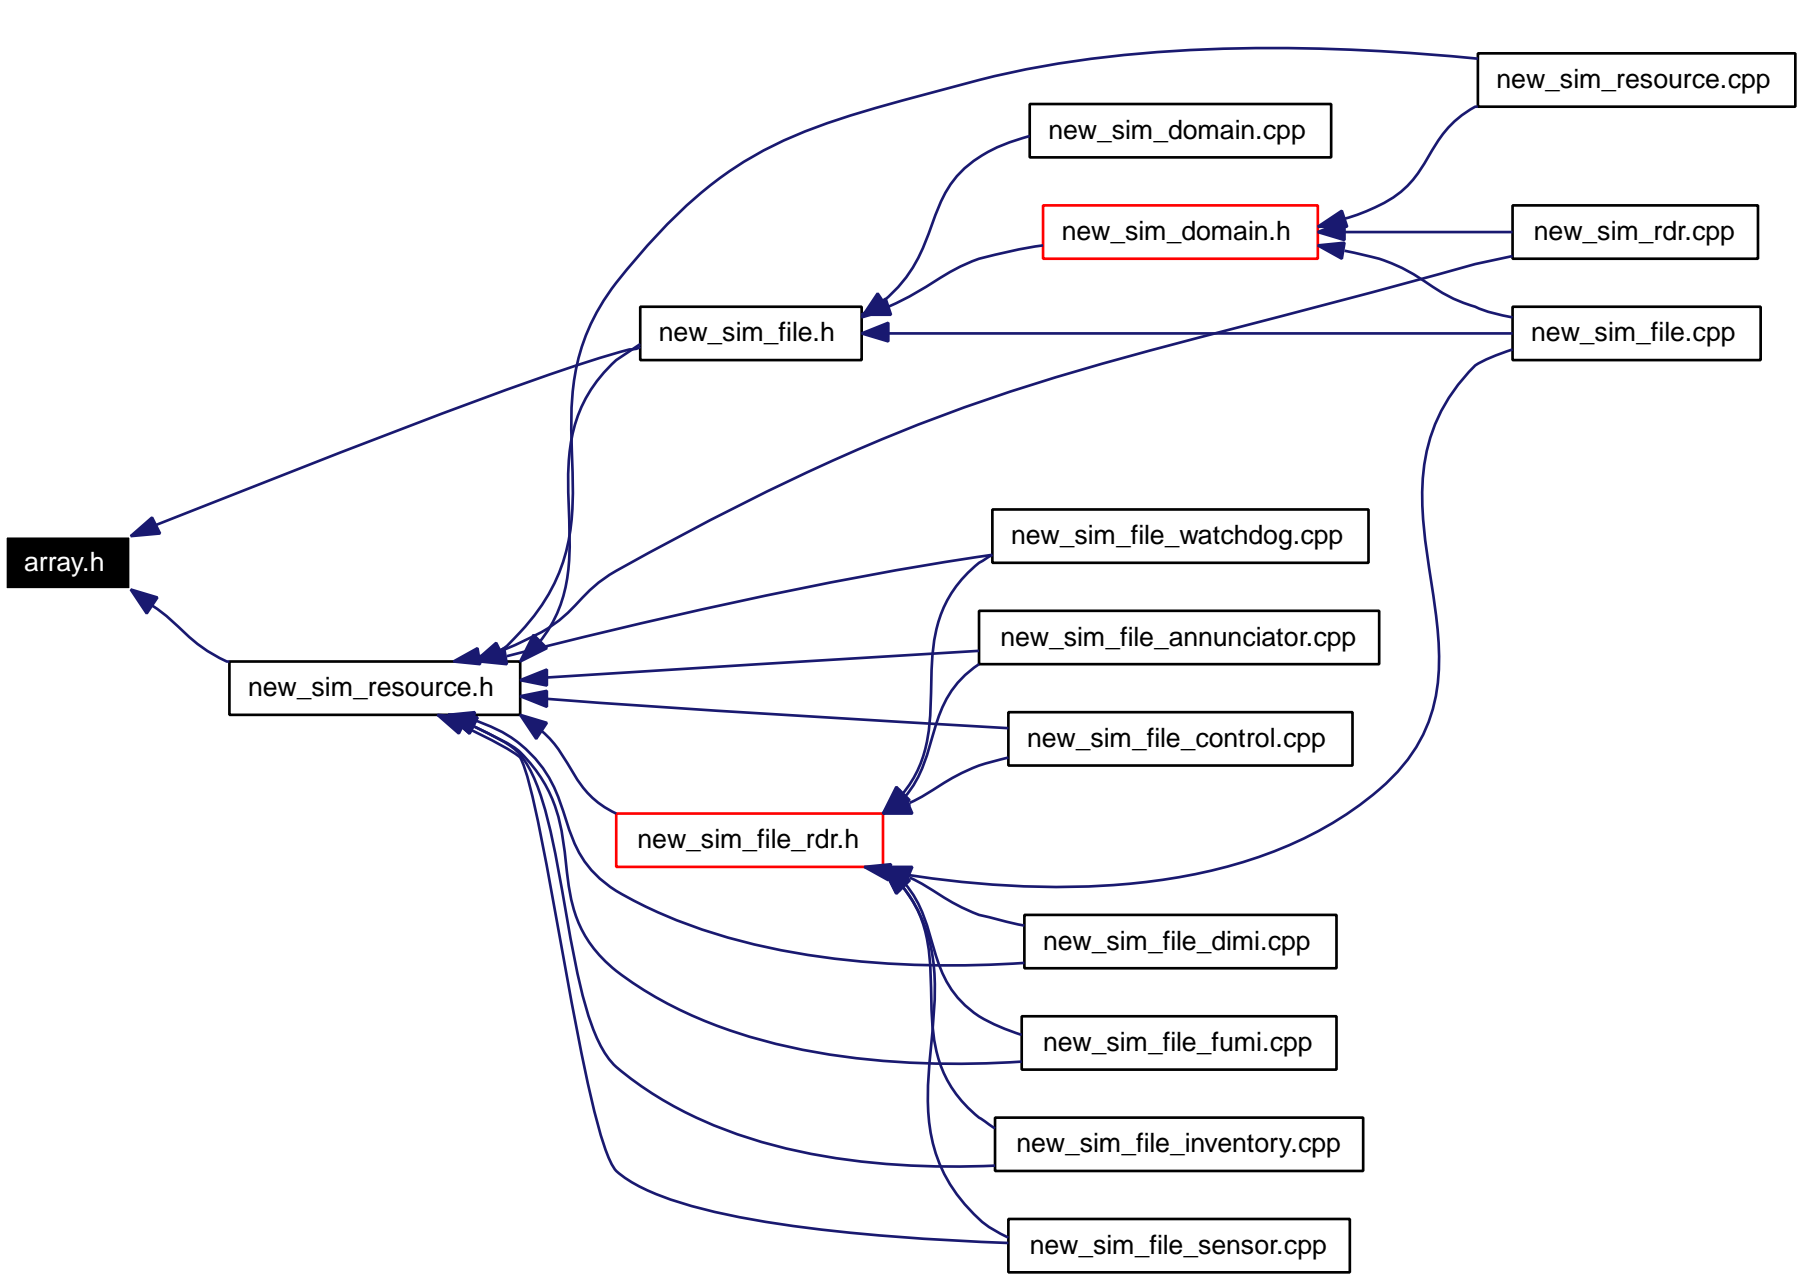 new_sim_resource.cpp
new_sim_domain.cpp
new_sim_domain.h
new_sim_rdr.cpp
new_sim_file.h
new_sim_file.cpp
new_sim_file_watchdog.cpp
array.h
new_sim_file_annunciator.cpp
new_sim_resource.h
new_sim_file_control.cpp
new_sim_file_rdr.h
new_sim_file_dimi.cpp
new_sim_file_fumi.cpp
new_sim_file_inventory.cpp
new_sim_file_sensor.cpp